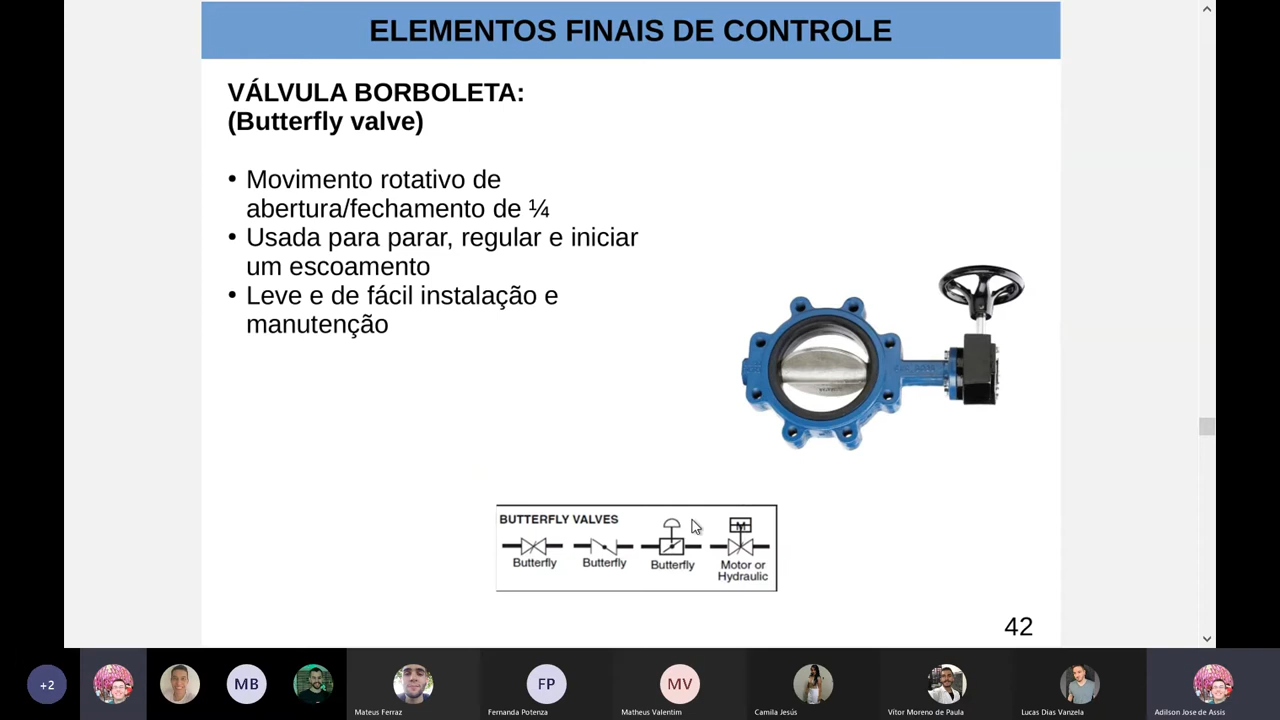 ELEMENTOS FINAIS DE CONTROLE
VÁLVULA BORBOLETA:
(Butterfly valve)
• Movimento rotativo de
abertura/fechamento de ¼
• Usada para parar, regular e iniciar
um escoamento
• Leve e de fácil instalação e
manutenção
BUTTERFLY VALVES
M
Butterfly
Butterfly
Butterfly
Motor or
Hydraulic
42
+2
MB
FP
MV
Mateus Ferraz
Fernanda Potenza
Matheus Valentim
Camila Jesús
Vítor Moreno de Paula
Lucas Dias Vanzela
Adilson Jose de Assis